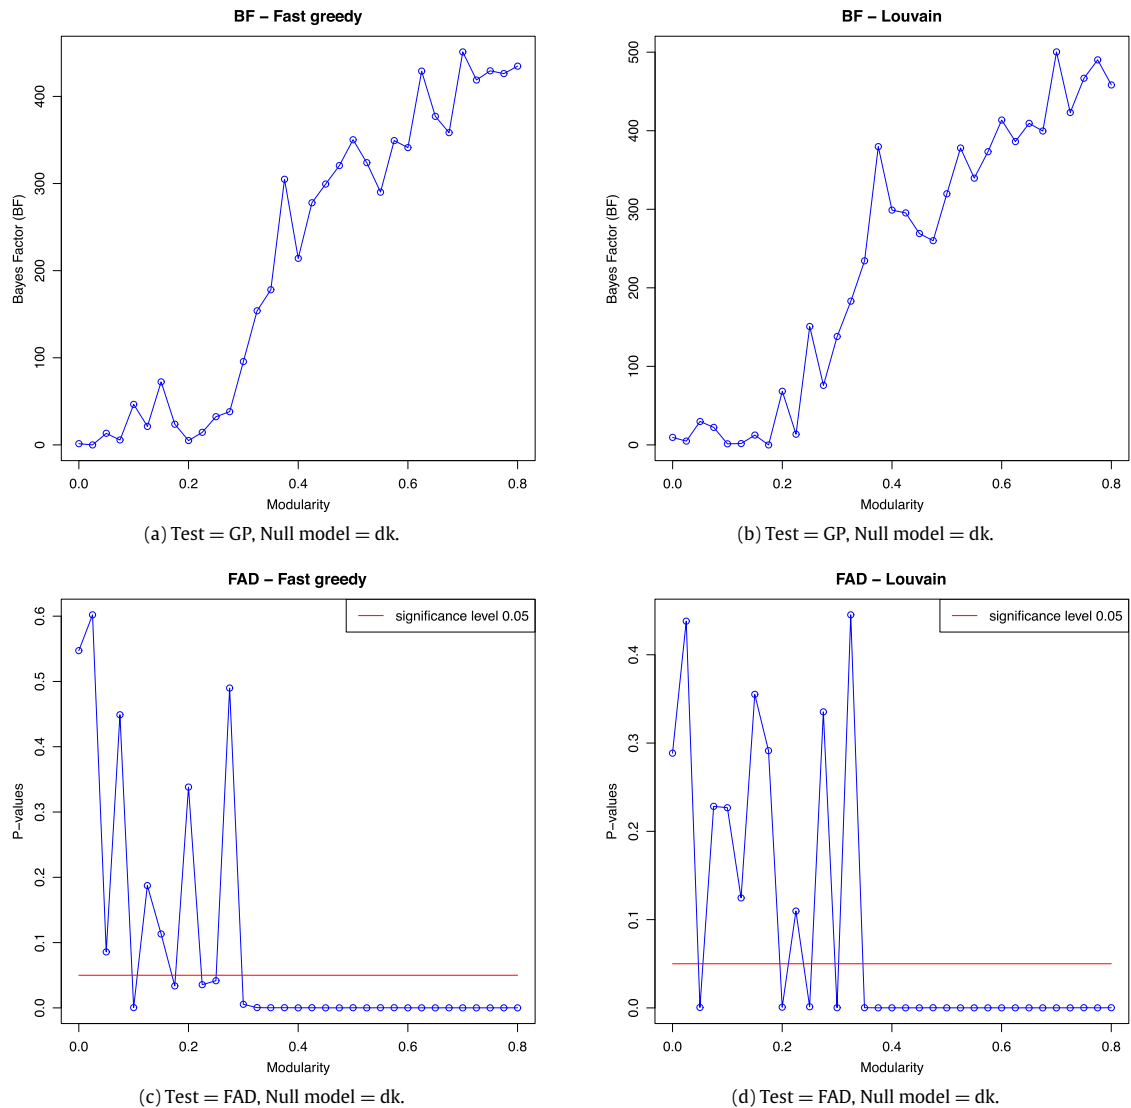 BF − Fast greedy
Bayes Factor (BF)
400
300
200
100
0
0.0 0.2 0.4 0.6 0.8
Modularity
(a) Test = GP, Null model = dk.
BF − Louvain
Bayes Factor (BF)
500
400
300
200
100
0
0.0 0.2 0.4 0.6 0.8
Modularity
(b) Test = GP, Null model = dk.
FAD − Fast greedy
significance level 0.05
P−values
0.6
0.5
0.4
0.3
0.2
0.1
0.0
0.0 0.2 0.4 0.6 0.8
Modularity
(c) Test = FAD, Null model = dk.
FAD − Louvain
significance level 0.05
P−values
0.4
0.3
0.2
0.1
0.0
0.0 0.2 0.4 0.6 0.8
Modularity
(d) Test = FAD, Null model = dk.